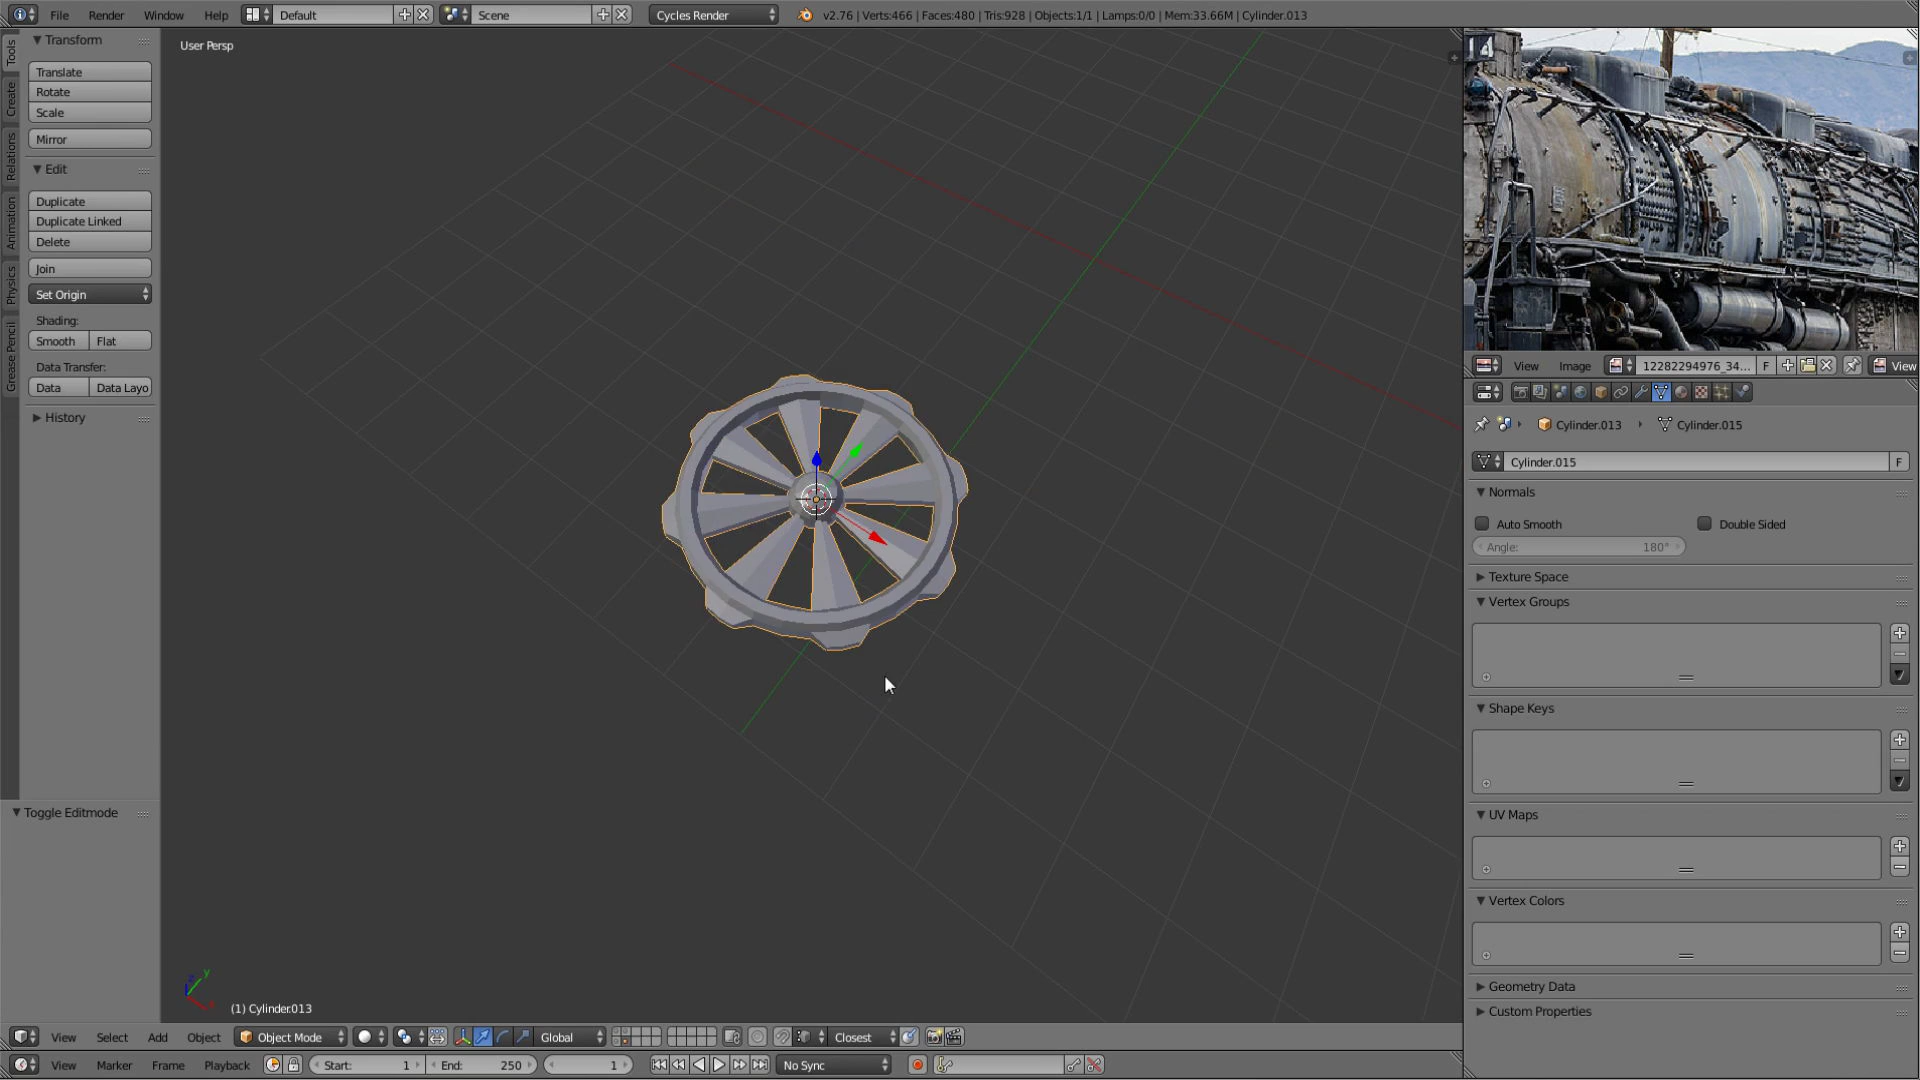 File Render Window Help Default Scene Cycles Render v2.76 | Verts:466 | Faces:480 | Tris:928 | Objects:1/1 | Lamps:0/0 | Mem:33.66M | Cylinder.013
Tools
Create
Relations
Animation
Physics
Grease Pencil
Transform
Translate
Rotate
Scale
Mirror
Edit
Duplicate
Duplicate Linked
Delete
Join
Set Origin
Shading:
Smooth Flat
Data Transfer:
Data Data Layo
History
Toggle Editmode
User Persp
z y x
(1) Cylinder.013
14
View Image 12282294976_34... F View
Cylinder.013 Cylinder.015
Cylinder.015 F
Normals
Auto Smooth Double Sided
Angle: 180°
Texture Space
Vertex Groups
Shape Keys
UV Maps
Vertex Colors
Geometry Data
Custom Properties
View Select Add Object Object Mode Global Closest
View Marker Frame Playback Start: 1 End: 250 1 No Sync